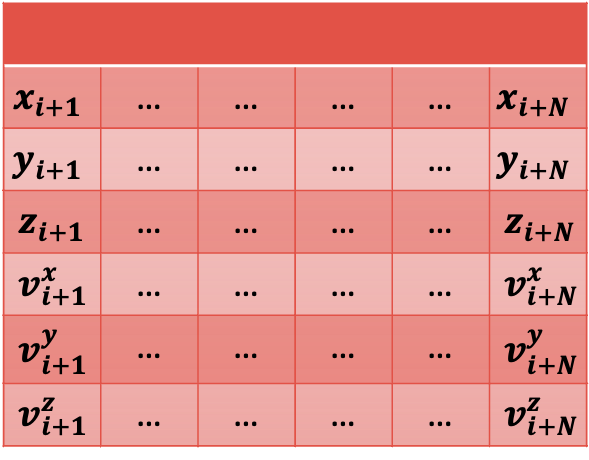 x_{i+1} ... ... ... ... x_{i+N}
y_{i+1} ... ... ... ... y_{i+N}
z_{i+1} ... ... ... ... z_{i+N}
v^x_{i+1} ... ... ... ... v^x_{i+N}
v^y_{i+1} ... ... ... ... v^y_{i+N}
v^z_{i+1} ... ... ... ... v^z_{i+N}